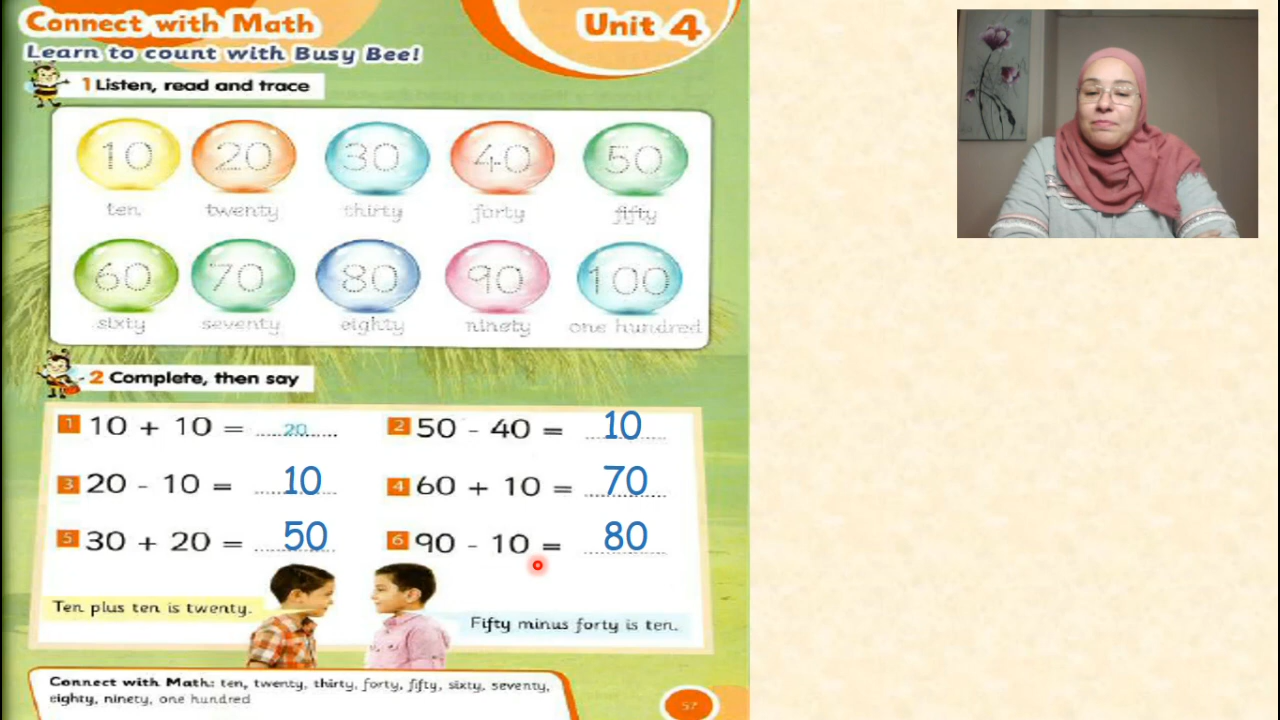 Connect with Math
Unit 4
Learn to count with Busy Bee!
1 Listen, read and trace
10 20 30 40 50
ten twenty thirty forty fifty
60 70 80 90 100
sixty seventy eighty ninety one hundred
2 Complete, then say
1 10 + 10 = 20
2 50 - 40 = 10
3 20 - 10 = 10
4 60 + 10 = 70
5 30 + 20 = 50
6 90 - 10 = 80
Ten plus ten is twenty.
Fifty minus forty is ten.
Connect with Math: ten, twenty, thirty, forty, fifty, sixty, seventy,
eighty, ninety, one hundred
57